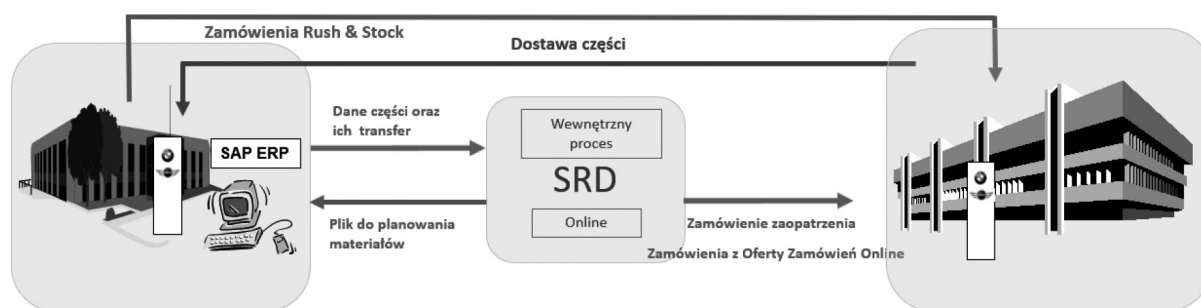 Zamówienia Rush & Stock
Dostawa części
Dane części oraz
ich transfer
Wewnętrzny
proces
SAP ERP
SRD
Plik do planowania
materiałów
Online
Zamówienie zaopatrzenia
Zamówienia z Oferty Zamówień Online